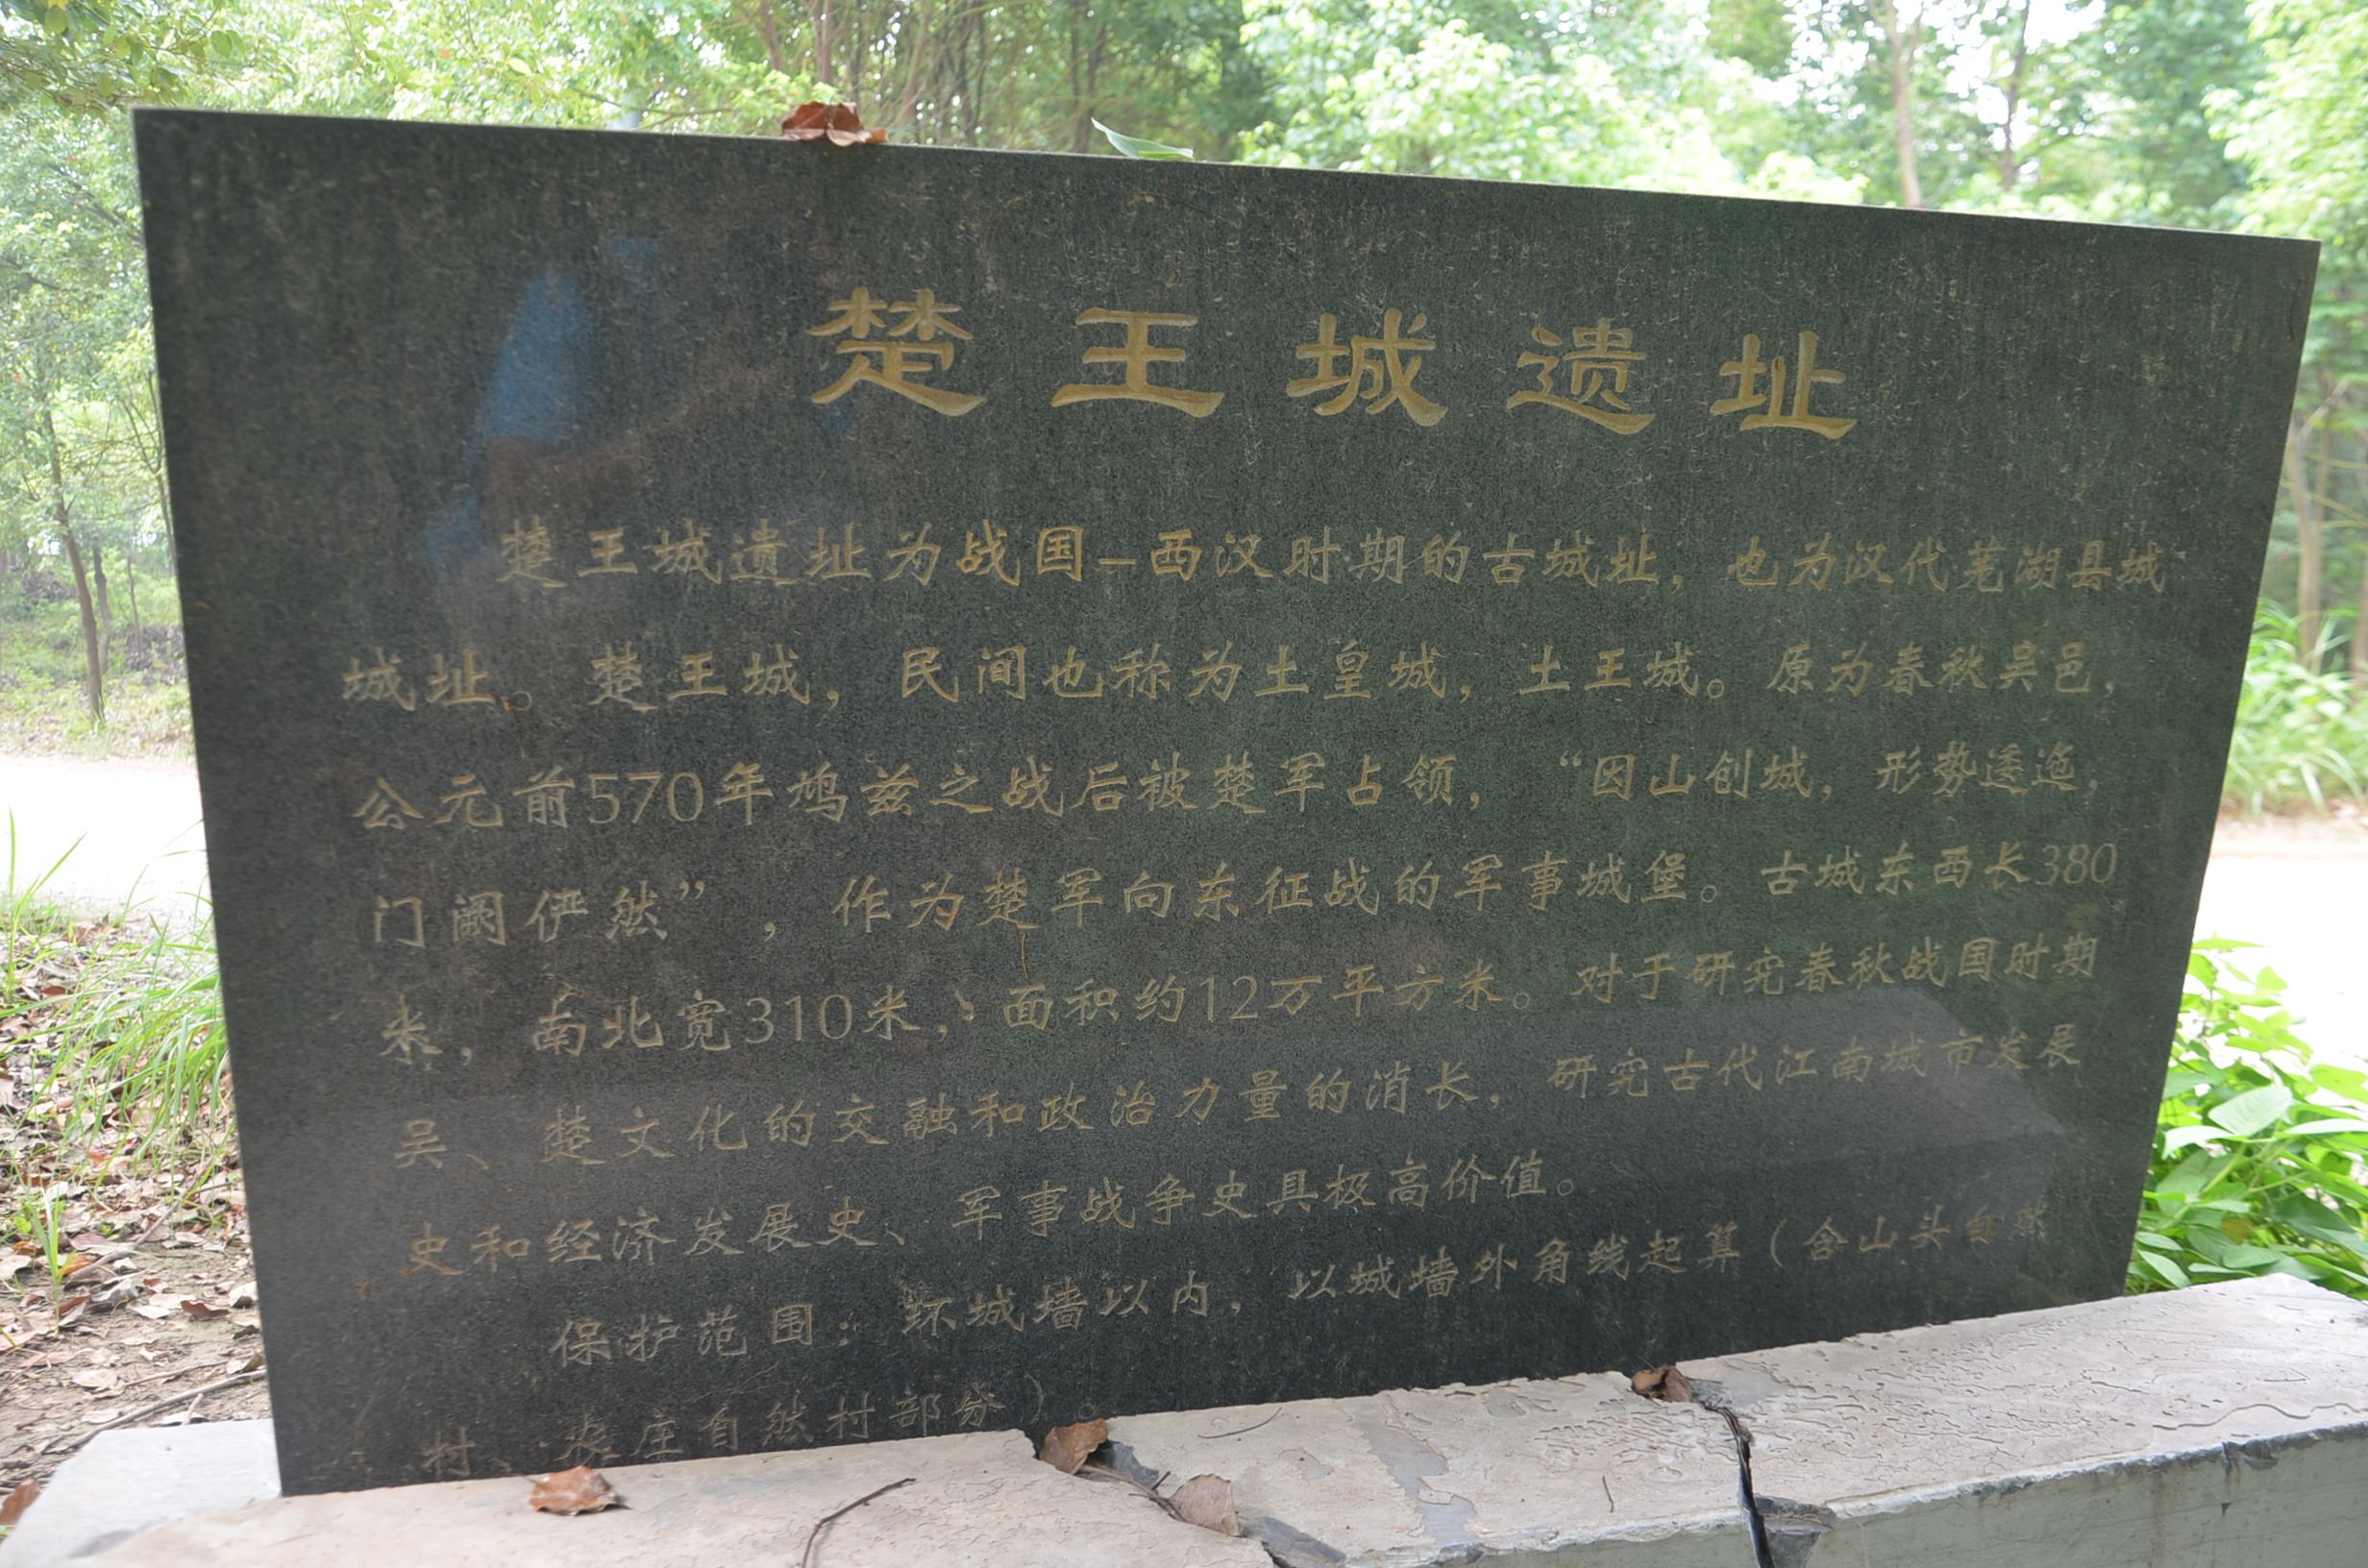 楚王城遗址
楚王城遗址为战国-西汉时期的古城址，也为汉代芜湖县城
城址。楚王城，民间也称为土皇城，土王城。原为春秋吴邑，
公元前570年鸠兹之战后被楚军占领，“因山创城，形势逶迤，
门阙俨然”，作为楚军向东征战的军事城堡。古城东西长380
米，南北宽310米，面积约12万平方米。对于研究春秋战国时期
吴、楚文化的交融和政治力量的消长，研究古代江南城市发展
史和经济发展史、军事战争史具极高价值。
保护范围：环城墙以内，以城墙外角线起算（含山头自然
村、庄自然村部分）。